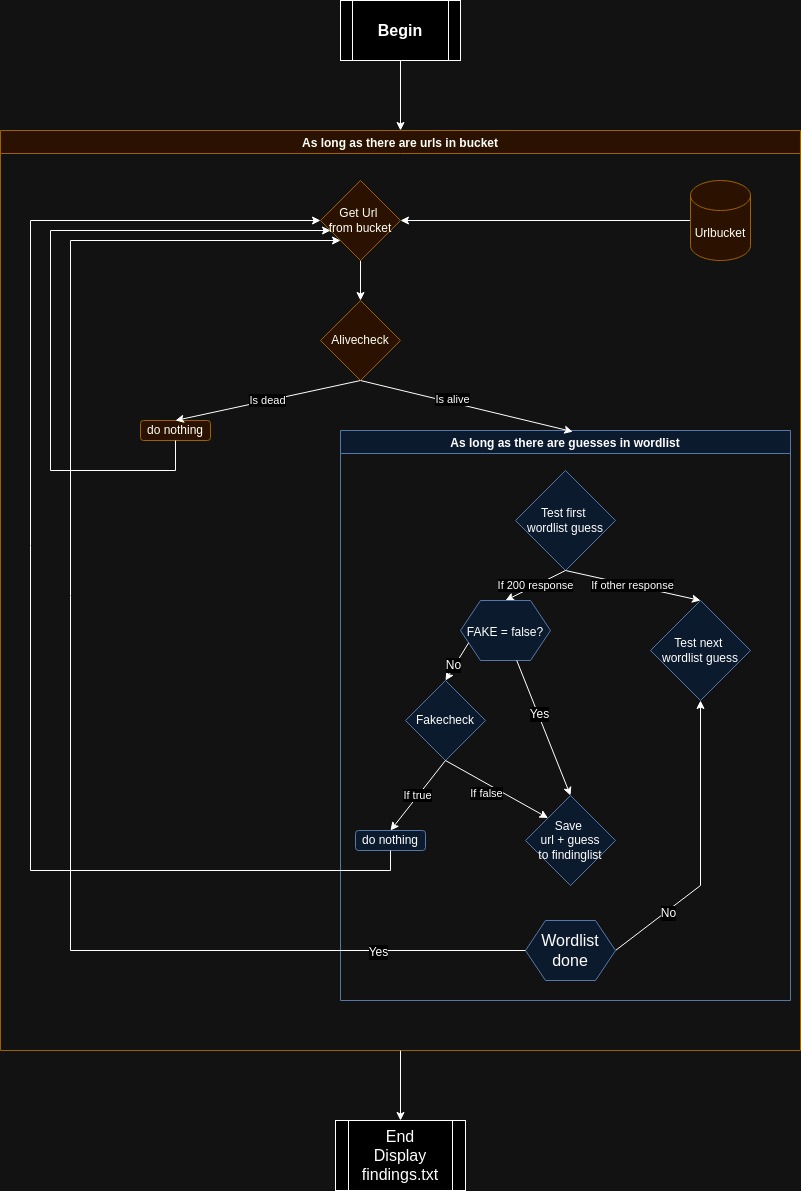 Begin
As long as there are urls in bucket
Get Url
from bucket
Urlbucket
Alivecheck
Is dead
Is alive
do nothing
As long as there are guesses in wordlist
Test first
wordlist guess
If 200 response
If other response
FAKE = false?
Test next
wordlist guess
No
Fakecheck
Yes
If true
If false
do nothing
Save
url + guess
to findinglist
No
Wordlist
done
Yes
End
Display
findings.txt